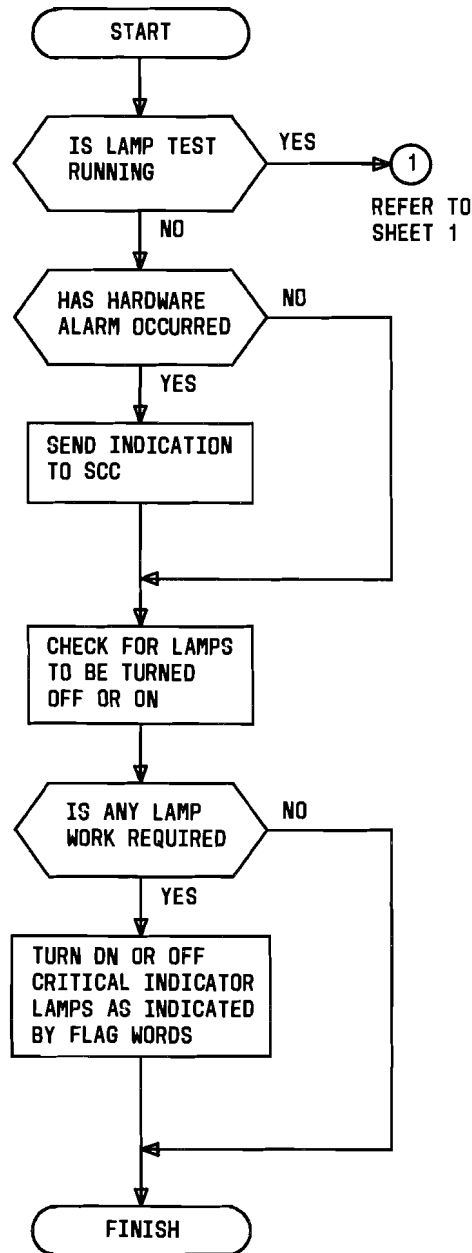 START
IS LAMP TEST
RUNNING
YES
1
REFER TO
SHEET 1
NO
HAS HARDWARE
ALARM OCCURRED
NO
YES
SEND INDICATION
TO SCC
CHECK FOR LAMPS
TO BE TURNED
OFF OR ON
IS ANY LAMP
WORK REQUIRED
NO
YES
TURN ON OR OFF
CRITICAL INDICATOR
LAMPS AS INDICATED
BY FLAG WORDS
FINISH